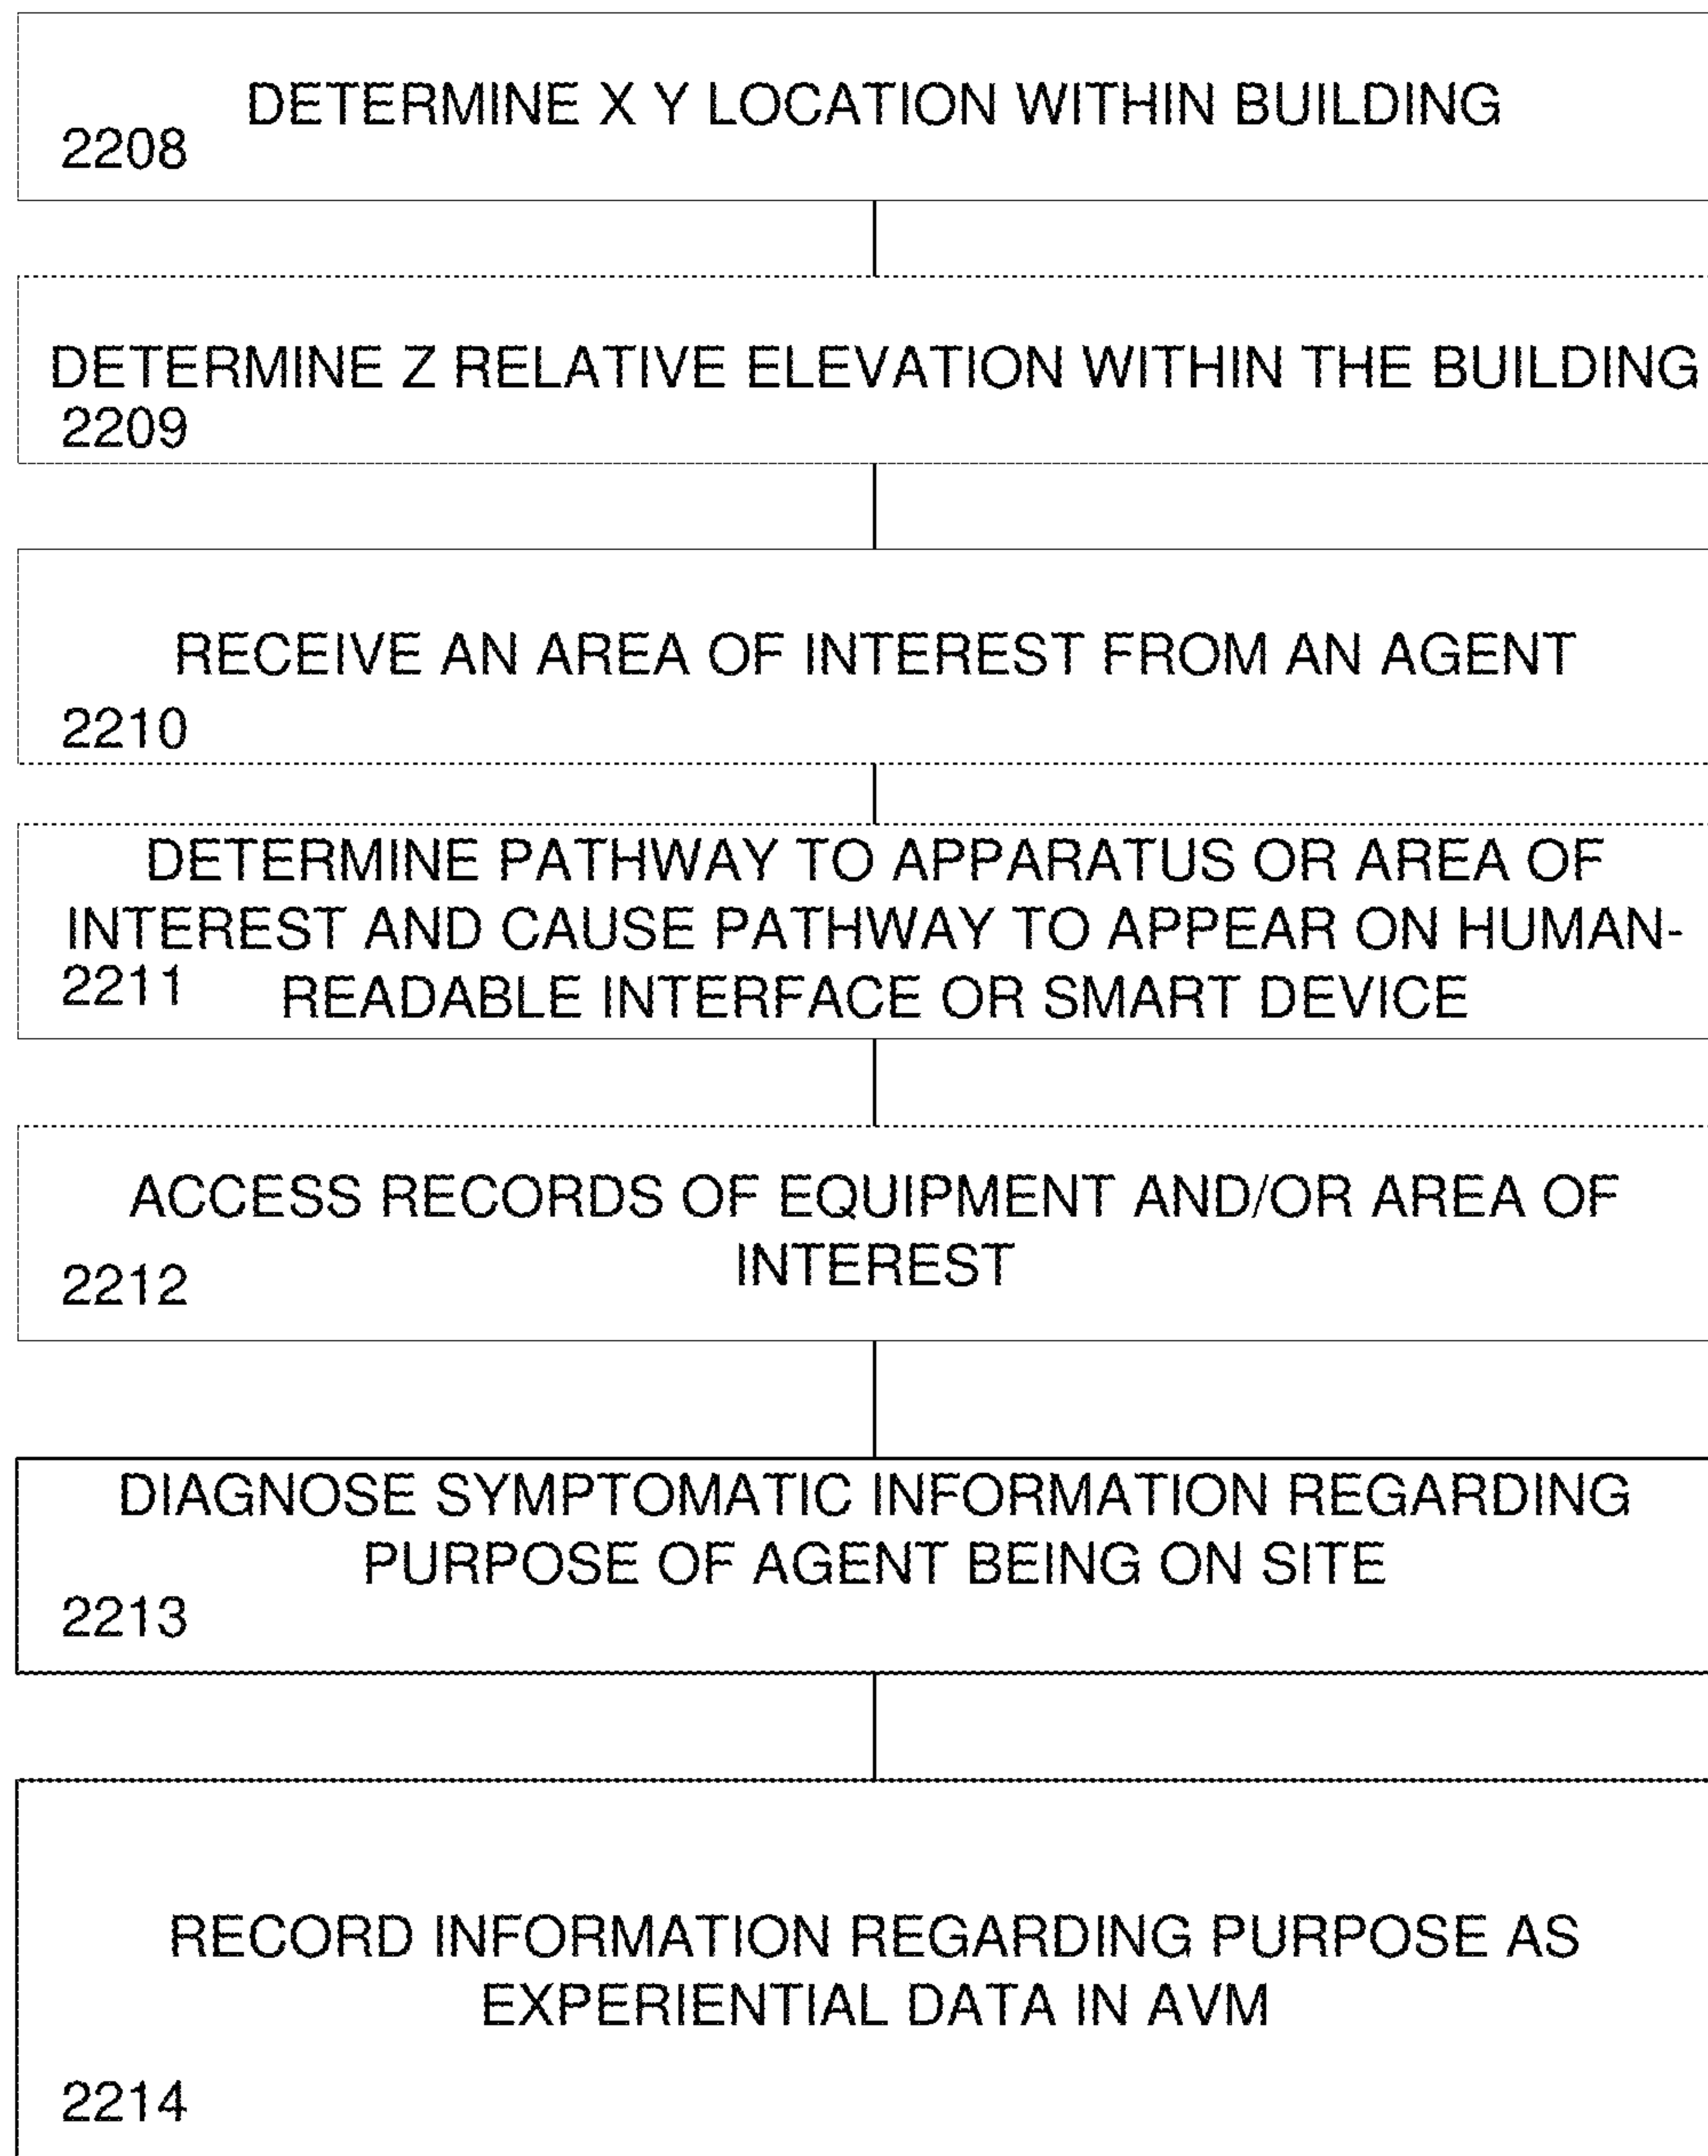 DETERMINE X Y LOCATION WITHIN BUILDING
2208
DETERMINE Z RELATIVE ELEVATION WITHIN THE BUILDING
2209
RECEIVE AN AREA OF INTEREST FROM AN AGENT
2210
DETERMINE PATHWAY TO APPARATUS OR AREA OF
INTEREST AND CAUSE PATHWAY TO APPEAR ON HUMAN-
2211 READABLE INTERFACE OR SMART DEVICE
ACCESS RECORDS OF EQUIPMENT AND/OR AREA OF
INTEREST
2212
DIAGNOSE SYMPTOMATIC INFORMATION REGARDING
PURPOSE OF AGENT BEING ON SITE
2213
RECORD INFORMATION REGARDING PURPOSE AS
EXPERIENTIAL DATA IN AVM
2214